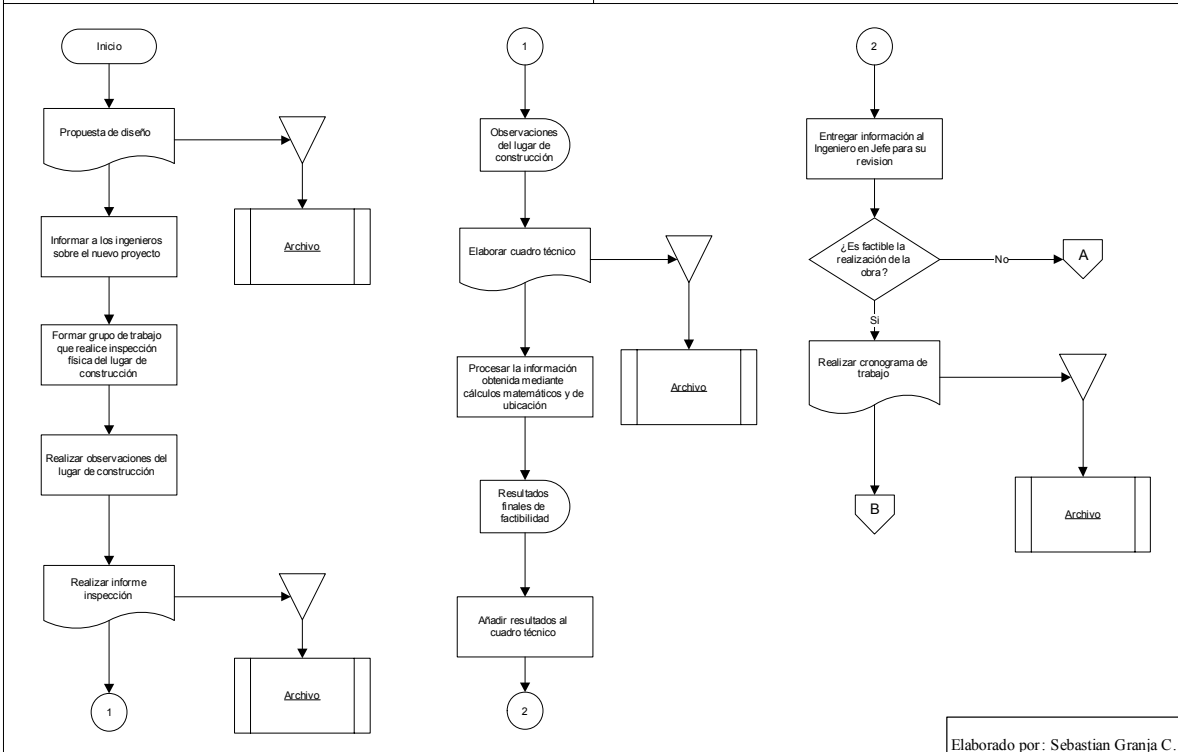 Inicio
Propuesta de diseño
Archivo
Informar a los ingenieros
sobre el nuevo proyecto
Formar grupo de trabajo
que realice inspección
física del lugar de
construcción
Realizar observaciones del
lugar de construcción
Realizar informe
inspección
Archivo
1
1
Observaciones
del lugar de
construcción
Elaborar cuadro técnico
Archivo
Procesar la información
obtenida mediante
cálculos matemáticos y de
ubicación
Resultados
finales de
factibilidad
Añadir resultados al
cuadro técnico
2
2
Entregar información al
Ingeniero en Jefe para su
revision
¿Es factible la
realización de la
obra?
No
A
Si
Realizar cronograma de
trabajo
Archivo
B
Elaborado por: Sebastian Granja C.